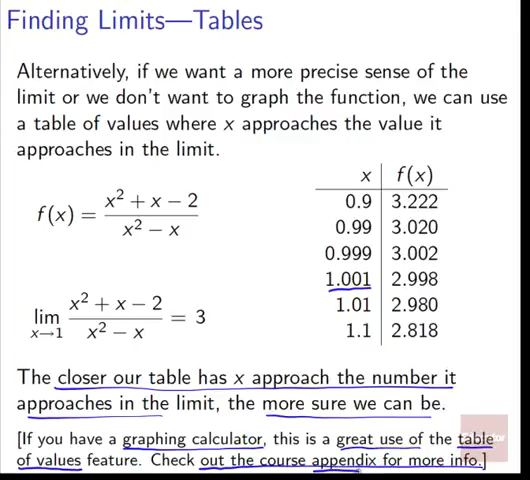 Finding Limits—Tables
Alternatively, if we want a more precise sense of the
limit or we don't want to graph the function, we can use
a table of values where x approaches the value it
approaches in the limit.
f(x) = (x² + x − 2)/(x² − x)
lim x→1 (x² + x − 2)/(x² − x) = 3
x f(x)
0.9 3.222
0.99 3.020
0.999 3.002
1.001 2.998
1.01 2.980
1.1 2.818
The closer our table has x approach the number it
approaches in the limit, the more sure we can be.
[If you have a graphing calculator, this is a great use of the table
of values feature. Check out the course appendix for more info.]